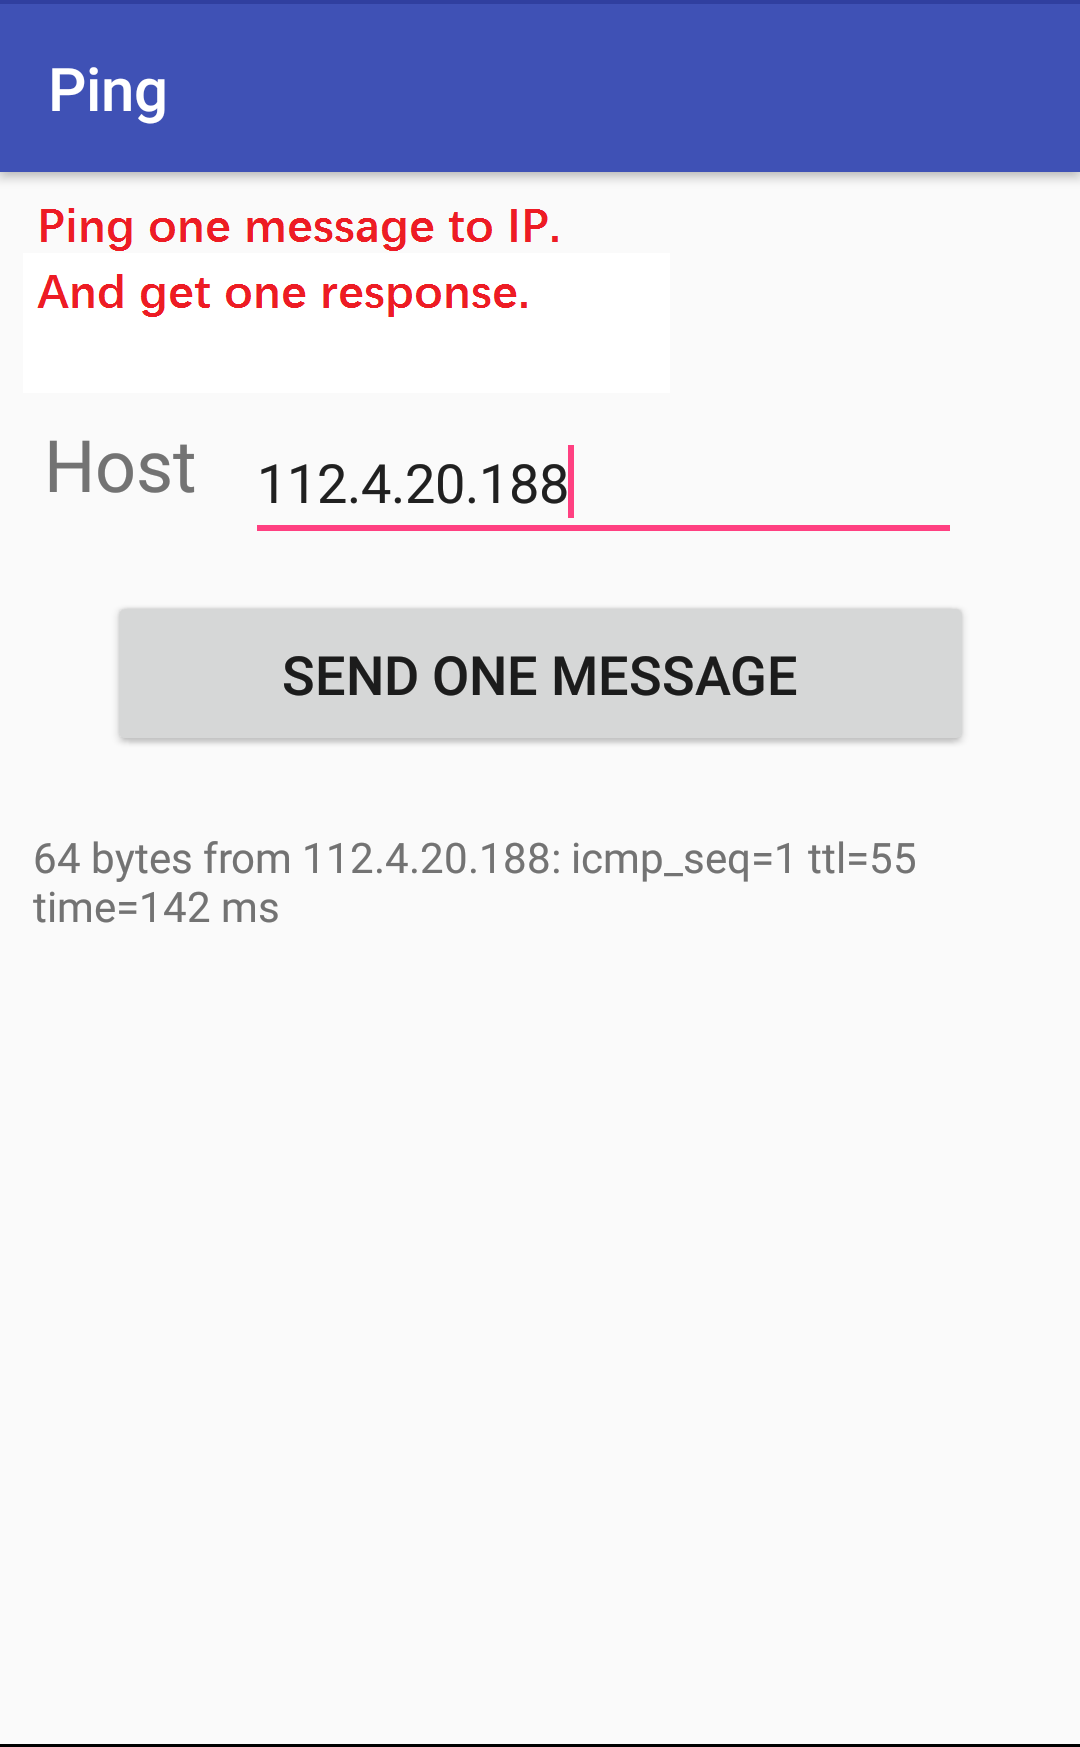 Ping
Ping one message to IP.
And get one response.
Host 112.4.20.188
SEND ONE MESSAGE
64 bytes from 112.4.20.188: icmp_seq=1 ttl=55
time=142 ms